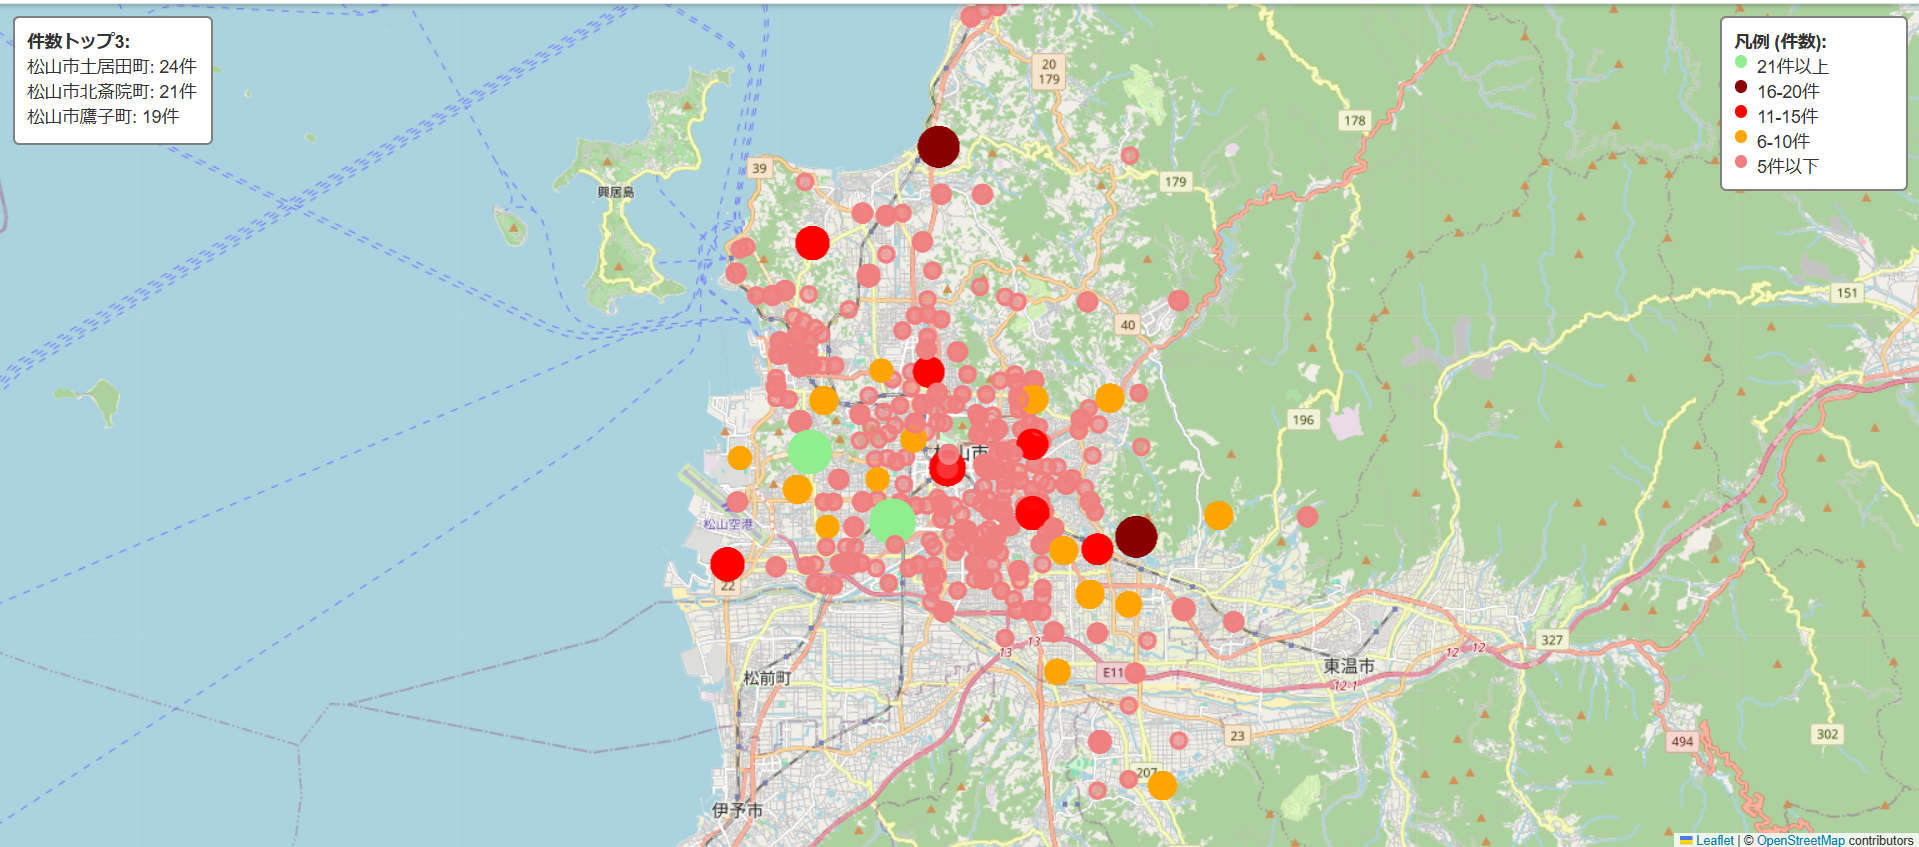 件数トップ3:
松山市土居田町: 24件
松山市北斎院町: 21件
松山市鷹子町: 19件
凡例 (件数):
21件以上
16-20件
11-15件
6-10件
5件以下
20
179
178
39
179
興居島
151
40
196
山市
松山空港
22
327
13
13
12
12
E11
東温市
12-1
松前町
23
302
494
207
伊予市
Leaflet | © OpenStreetMap contributors